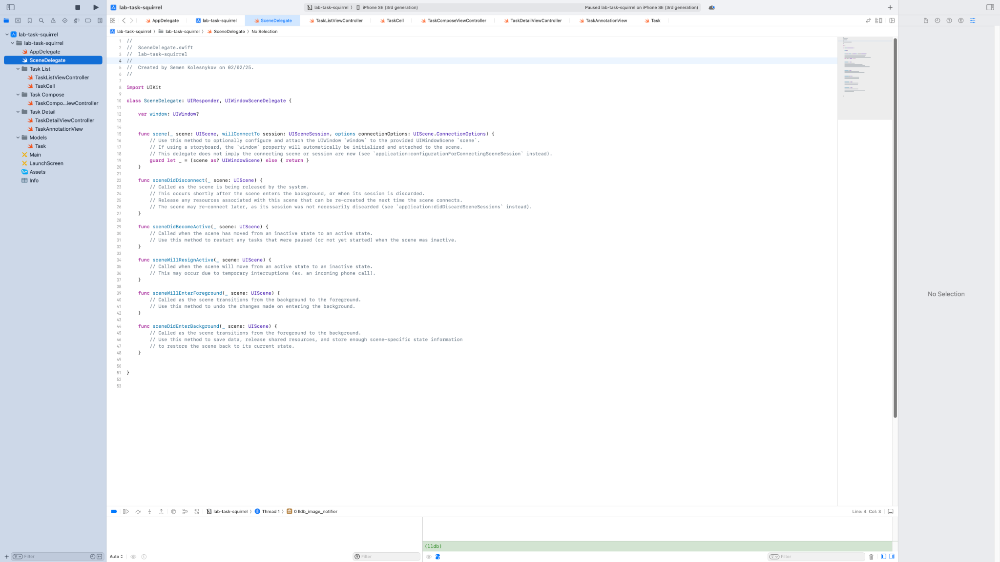 lab-task-squirrel
lab-task-squirrel 〉 iPhone SE (3rd generation)
Paused lab-task-squirrel on iPhone SE (3rd generation)
AppDelegate
lab-task-squirrel
SceneDelegate
TaskListViewController
TaskCell
TaskComposeViewController
TaskDetailViewController
TaskAnnotationView
Task
lab-task-squirrel 〉 lab-task-squirrel 〉 SceneDelegate 〉 No Selection
lab-task-squirrel
lab-task-squirrel
AppDelegate
SceneDelegate
Task List
TaskListViewController
TaskCell
Task Compose
TaskCompo...iewController
Task Detail
TaskDetailViewController
TaskAnnotationView
Models
Task
Main
LaunchScreen
Assets
Info
Filter
1 //
2 //  SceneDelegate.swift
3 //  lab-task-squirrel
4 //
5 //  Created by Semen Kolesnykov on 02/02/25.
6 //
7
8 import UIKit
9
10 class SceneDelegate: UIResponder, UIWindowSceneDelegate {
11
12     var window: UIWindow?
13
14
15     func scene(_ scene: UIScene, willConnectTo session: UISceneSession, options connectionOptions: UIScene.ConnectionOptions) {
16         // Use this method to optionally configure and attach the UIWindow `window` to the provided UIWindowScene `scene`.
17         // If using a storyboard, the `window` property will automatically be initialized and attached to the scene.
18         // This delegate does not imply the connecting scene or session are new (see `application:configurationForConnectingSceneSession` instead).
19         guard let _ = (scene as? UIWindowScene) else { return }
20     }
21
22     func sceneDidDisconnect(_ scene: UIScene) {
23         // Called as the scene is being released by the system.
24         // This occurs shortly after the scene enters the background, or when its session is discarded.
25         // Release any resources associated with this scene that can be re-created the next time the scene connects.
26         // The scene may re-connect later, as its session was not necessarily discarded (see `application:didDiscardSceneSessions` instead).
27     }
28
29     func sceneDidBecomeActive(_ scene: UIScene) {
30         // Called when the scene has moved from an inactive state to an active state.
31         // Use this method to restart any tasks that were paused (or not yet started) when the scene was inactive.
32     }
33
34     func sceneWillResignActive(_ scene: UIScene) {
35         // Called when the scene will move from an active state to an inactive state.
36         // This may occur due to temporary interruptions (ex. an incoming phone call).
37     }
38
39     func sceneWillEnterForeground(_ scene: UIScene) {
40         // Called as the scene transitions from the background to the foreground.
41         // Use this method to undo the changes made on entering the background.
42     }
43
44     func sceneDidEnterBackground(_ scene: UIScene) {
45         // Called as the scene transitions from the foreground to the background.
46         // Use this method to save data, release shared resources, and store enough scene-specific state information
47         // to restore the scene back to its current state.
48     }
49
50
51 }
52
53
No Selection
lab-task-squirrel 〉 Thread 1 〉 0 lldb_image_notifier
Line: 4 Col: 3
(lldb)
Auto
Filter
Filter